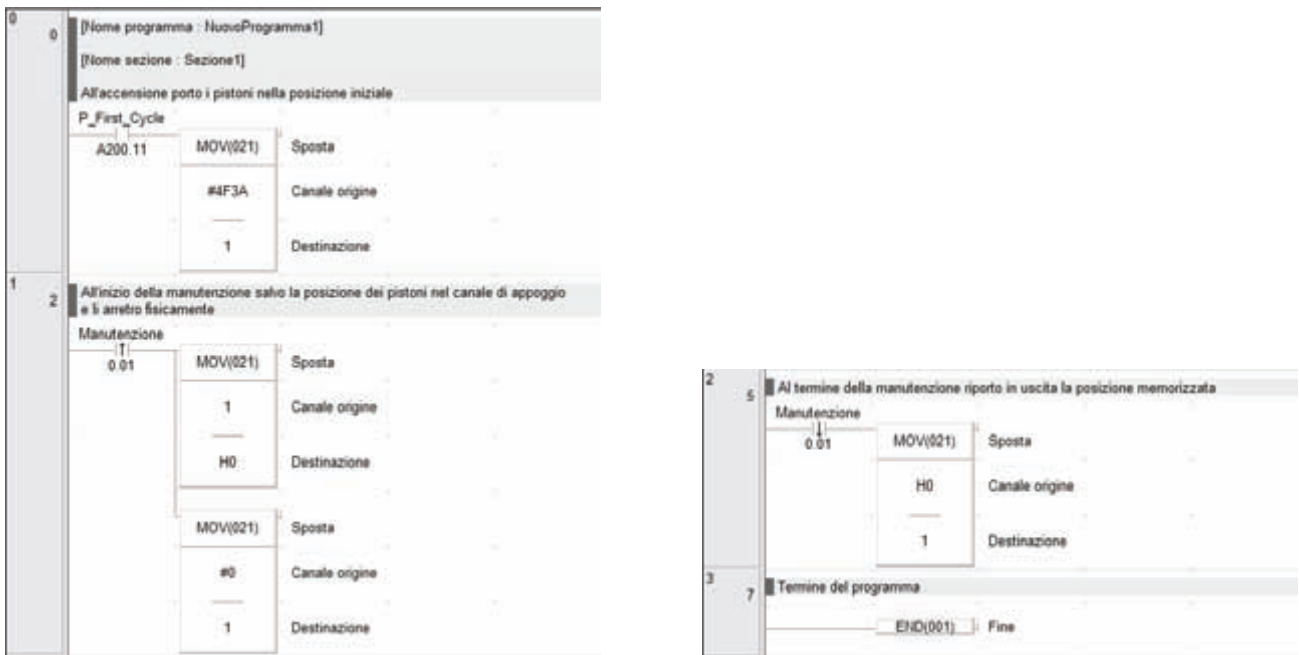 0
0
[Nome programma : NuovoProgramma1]
[Nome sezione : Sezione1]
All'accensione porto i pistoni nella posizione iniziale
P_First_Cycle
A200.11
MOV(021) Sposta
#4F3A Canale origine
1 Destinazione
1
2
All'inizio della manutenzione salvo la posizione dei pistoni nel canale di appoggio
e li arretro fisicamente
Manutenzione
0.01
MOV(021) Sposta
1 Canale origine
H0 Destinazione
MOV(021) Sposta
#0 Canale origine
1 Destinazione
2
5
Al termine della manutenzione riporto in uscita la posizione memorizzata
Manutenzione
0.01
MOV(021) Sposta
H0 Canale origine
1 Destinazione
3
7
Termine del programma
END(001) Fine